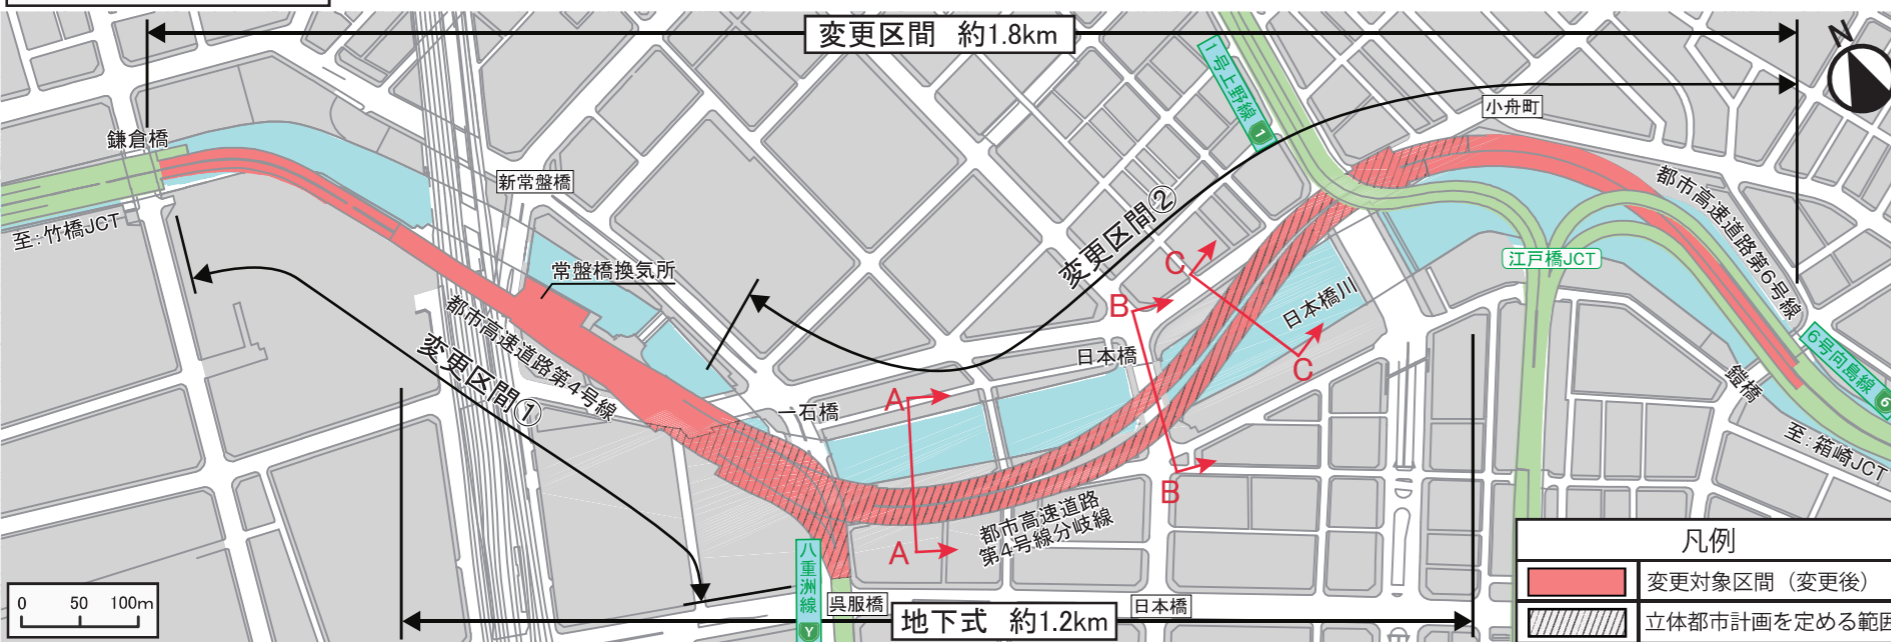 変更区間 約1.8km
N
1号上野線
1
小舟町
鎌倉橋
新常盤橋
至:竹橋JCT
常盤橋換気所
変更区間②
都市高速道路第6号線
江戸橋JCT
C
日本橋川
B
都市高速道路第4号線
変更区間①
日本橋
C
6号向島線
6
鎧橋
A
一石橋
至:箱崎JCT
B
都市高速道路
第4号線分岐線
A
八重洲線
Y
呉服橋
日本橋
地下式 約1.2km
0 50 100m
凡例
変更対象区間（変更後）
立体都市計画を定める範囲